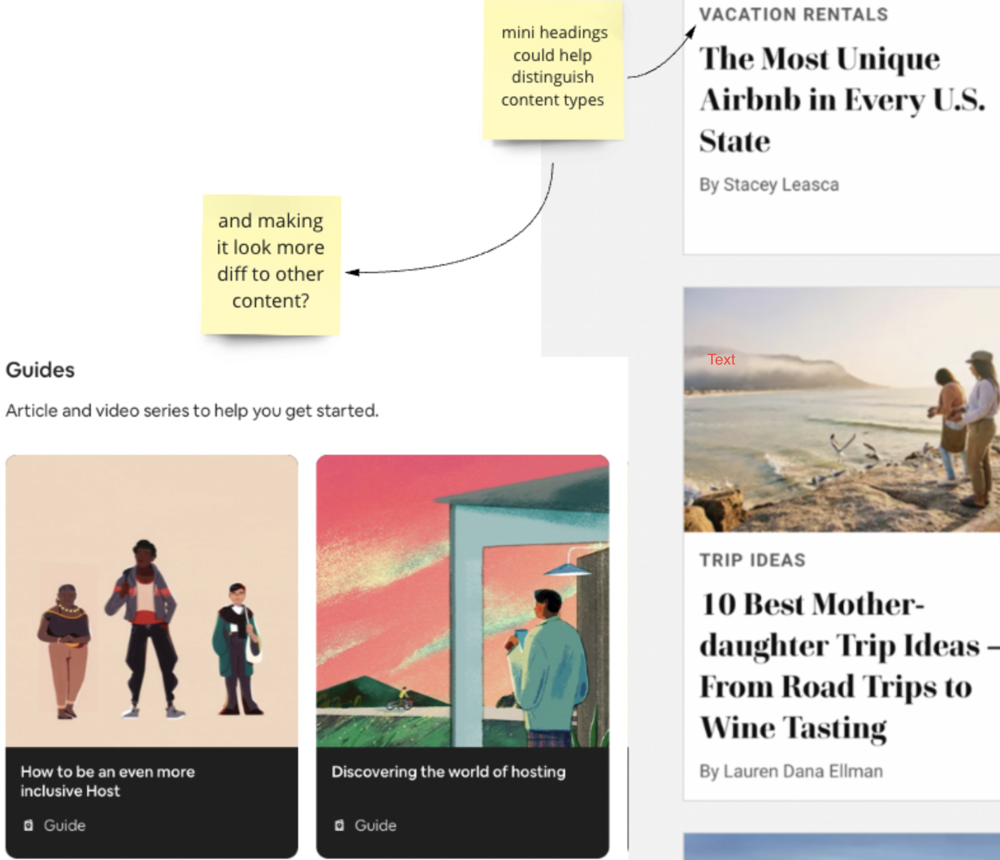 mini headings
could help
distinguish
content types
and making
it look more
diff to other
content?
Guides
Article and video series to help you get started.
How to be an even more
inclusive Host
Guide
Discovering the world of hosting
Guide
VACATION RENTALS
The Most Unique
Airbnb in Every U.S.
State
By Stacey Leasca
Text
TRIP IDEAS
10 Best Mother-
daughter Trip Ideas –
From Road Trips to
Wine Tasting
By Lauren Dana Ellman